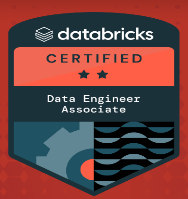 databricks
CERTIFIED
Data Engineer
Associate